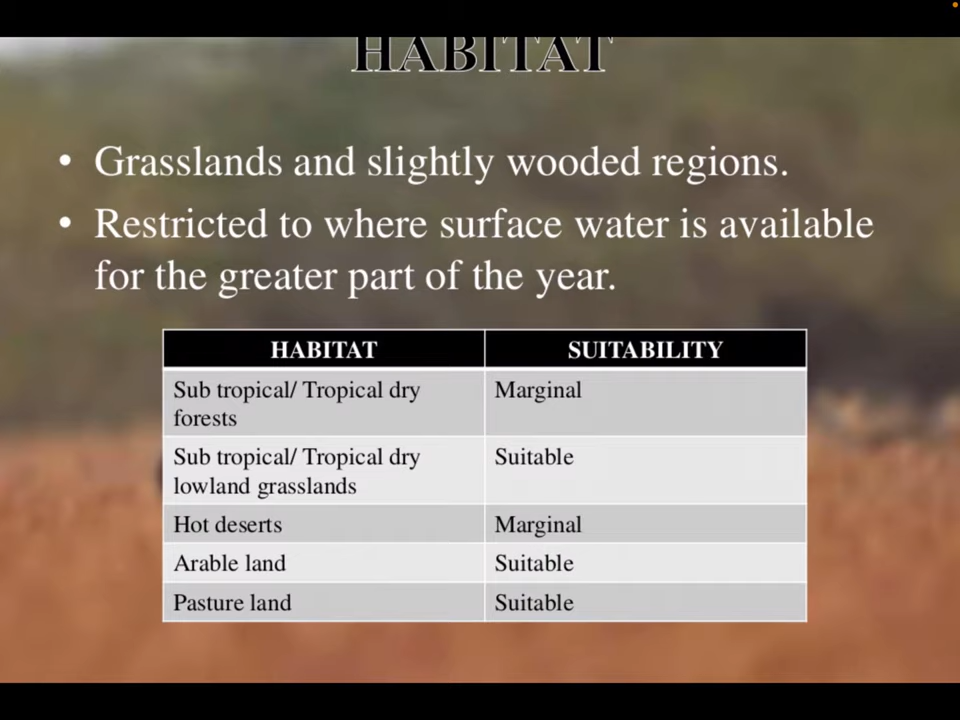 HABITAT
• Grasslands and slightly wooded regions.
• Restricted to where surface water is available
for the greater part of the year.
HABITAT SUITABILITY
Sub tropical/ Tropical dry Marginal
forests
Sub tropical/ Tropical dry Suitable
lowland grasslands
Hot deserts Marginal
Arable land Suitable
Pasture land Suitable